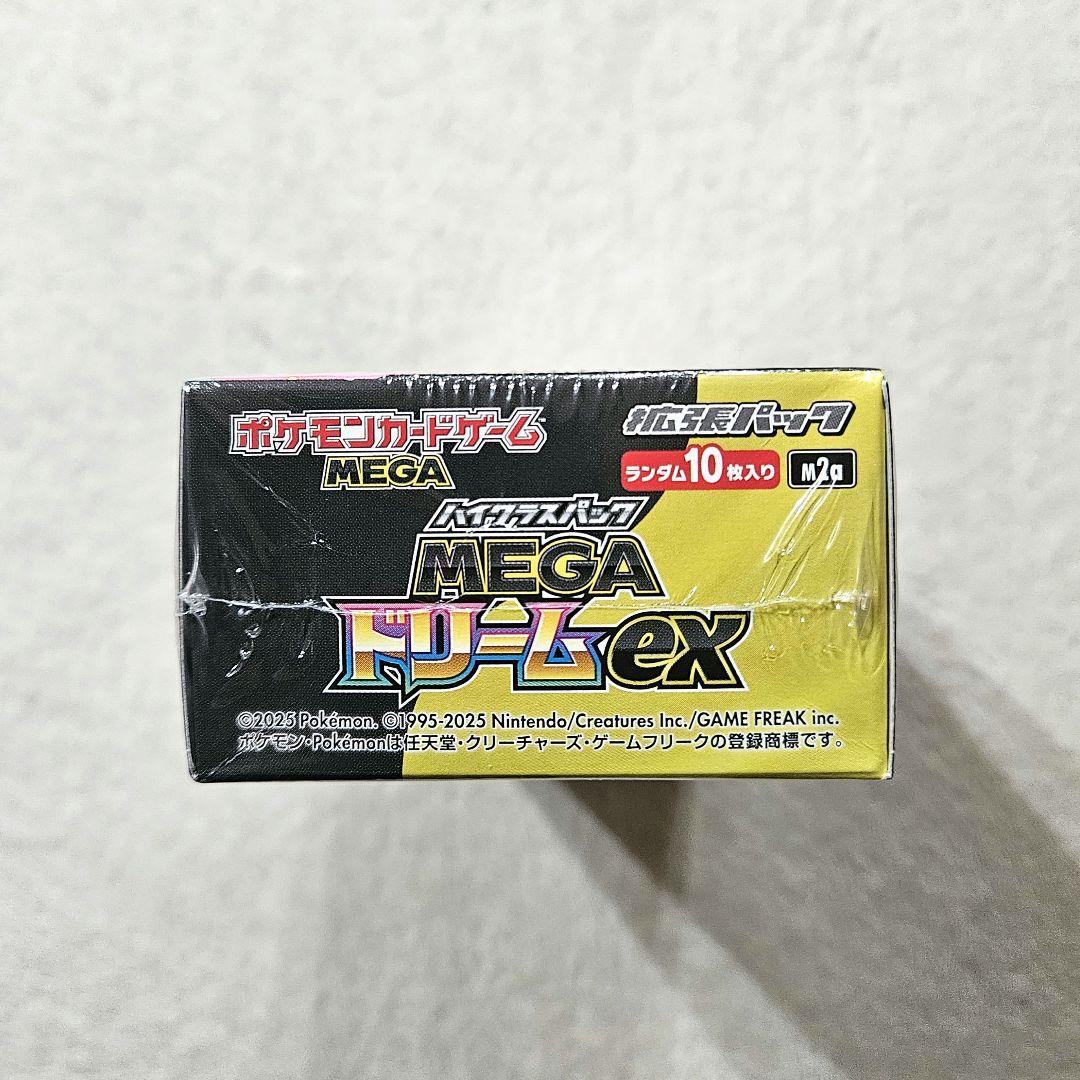 ポケモンカードゲーム
MEGA
拡張パック
ランダム10枚入り
M2a
ハイクラスパック
MEGA
ドリームex
©2025 Pokémon. ©1995-2025 Nintendo/Creatures Inc./GAME FREAK inc.
ポケモン・Pokémonは任天堂・クリーチャーズ・ゲームフリークの登録商標です。